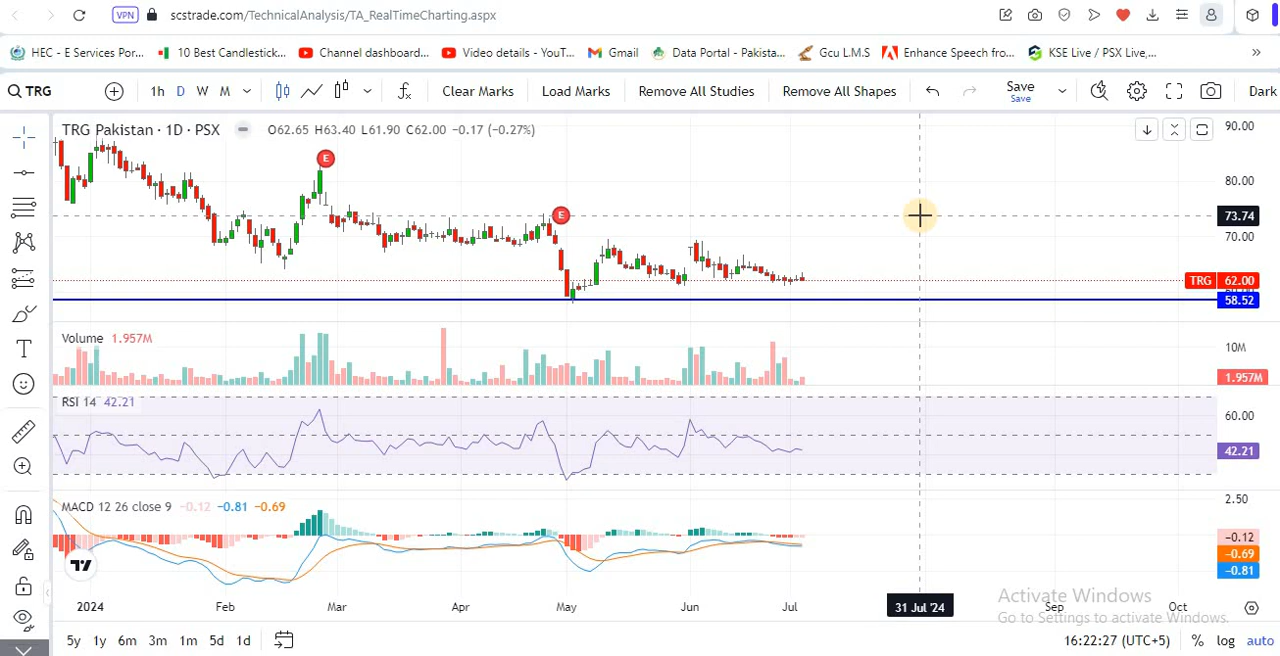 VPN scstrade.com/TechnicalAnalysis/TA_RealTimeCharting.aspx
HEC - E Services Por... 10 Best Candlestick... Channel dashboard... Video details - YouT... Gmail Data Portal - Pakista... Gcu L.M.S Enhance Speech fro... KSE Live / PSX Live,... »
TRG 1h D W M Clear Marks Load Marks Remove All Studies Remove All Shapes Save Dark
Save
TRG Pakistan · 1D · PSX O62.65 H63.40 L61.90 C62.00 −0.17 (−0.27%)
90.00
E
80.00
E
73.74
70.00
TRG 62.00
58.52
Volume 1.957M
10M
1.957M
RSI 14 42.21
60.00
42.21
MACD 12 26 close 9 −0.12 −0.81 −0.69
2.50
−0.12
−0.69
−0.81
2024 Feb Mar Apr May Jun Jul 31 Jul '24 Sep Oct
Activate Windows
Go to Settings to activate Windows.
5y 1y 6m 3m 1m 5d 1d 16:22:27 (UTC+5) % log auto